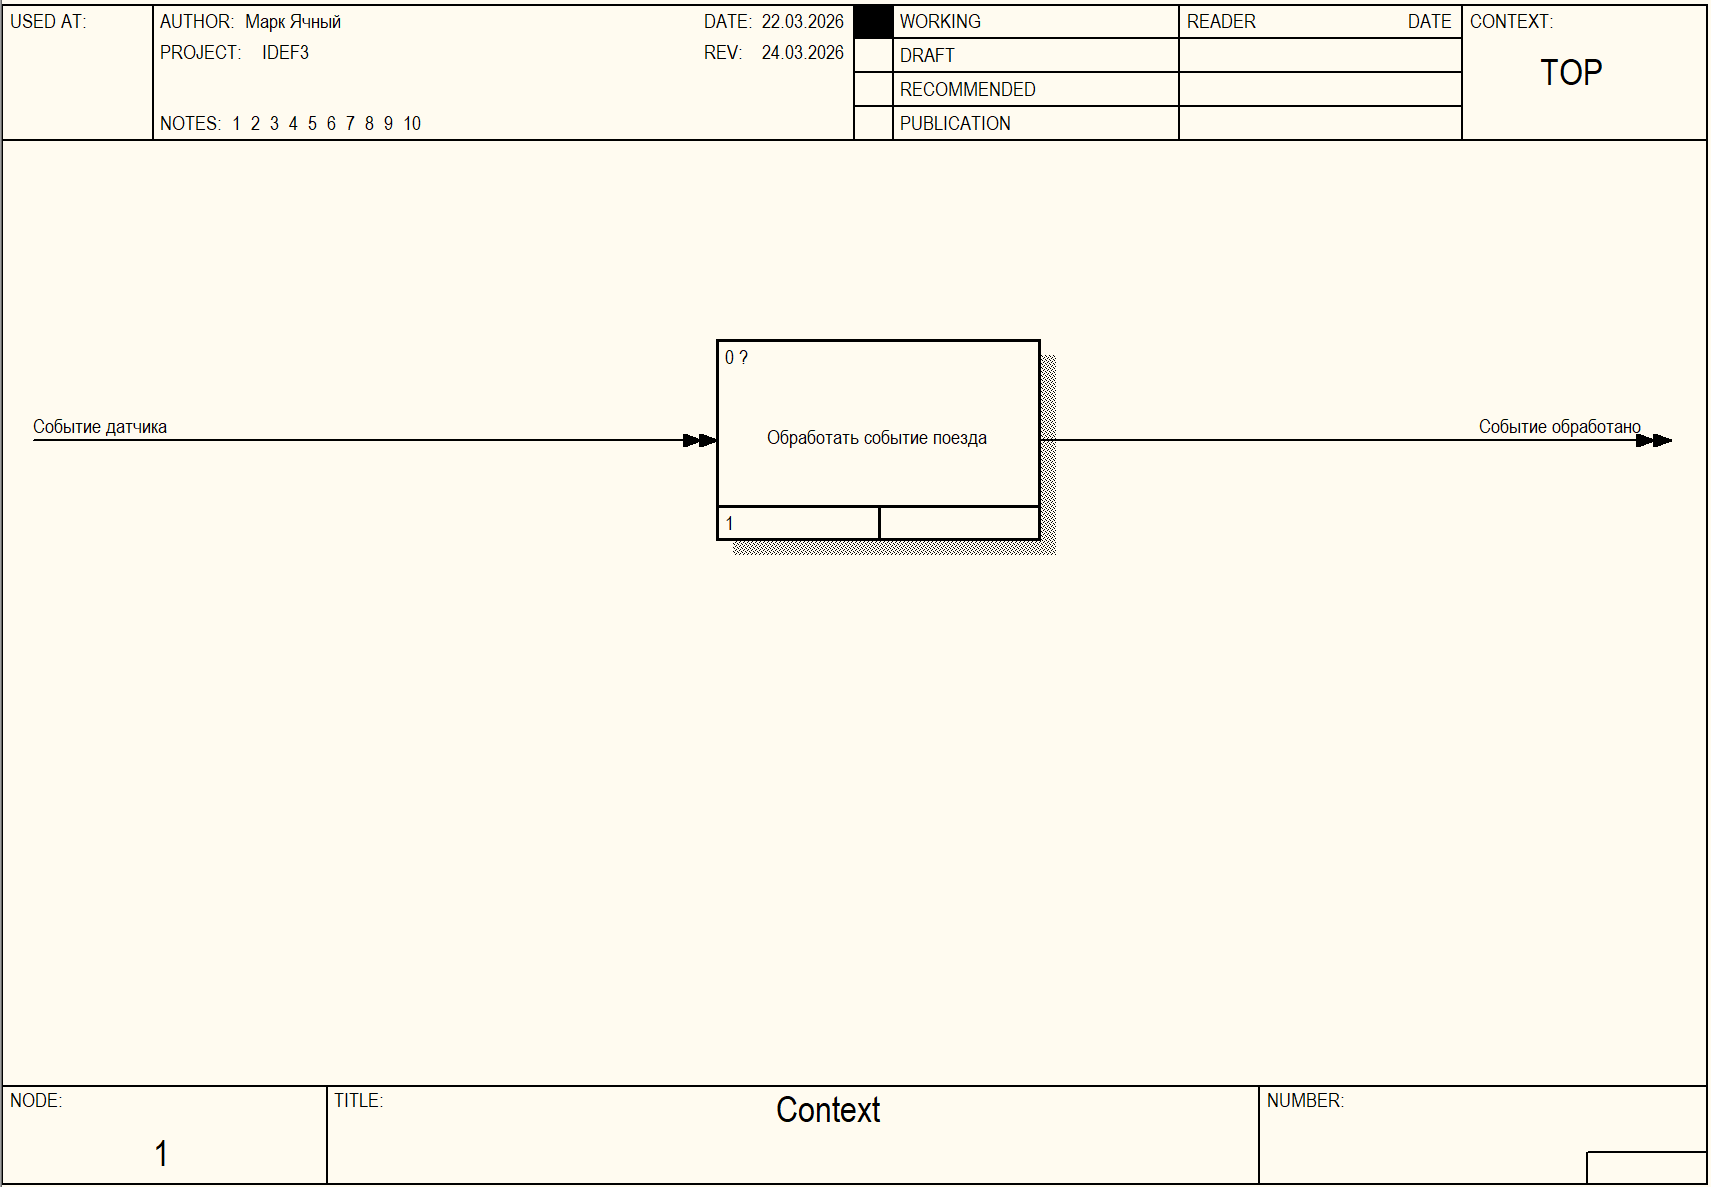 USED AT:
AUTHOR: Марк Ячный
DATE: 22.03.2026
PROJECT: IDEF3
REV: 24.03.2026
NOTES: 1 2 3 4 5 6 7 8 9 10
WORKING
DRAFT
RECOMMENDED
PUBLICATION
READER DATE
CONTEXT:
TOP
0 ?
Событие датчика
Обработать событие поезда
Событие обработано
1
NODE:
1
TITLE:
Context
NUMBER: